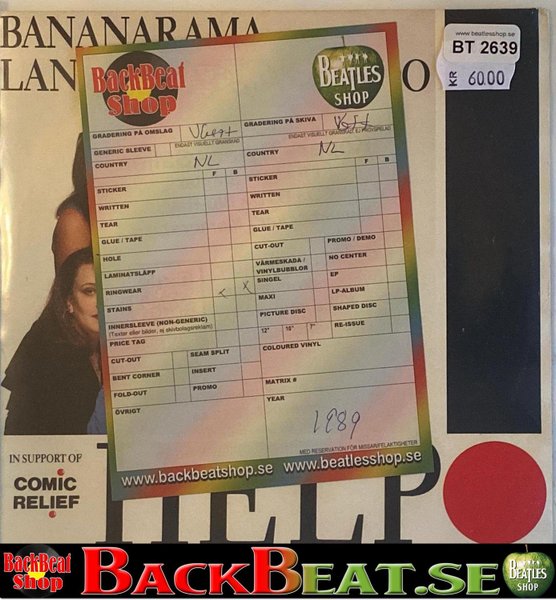 BANANARAMA
LAN O
www.beatlesshop.se
BT 2639
KR 6000
BackBeat
Shop
BEATLES
SHOP
GRADERING PÅ OMSLAG
ENDAST VISUELLT GRANSKAD
GENERIC SLEEVE
COUNTRY NL
F B
STICKER
WRITTEN
TEAR
GLUE / TAPE
HOLE
LAMINATSLÄPP
RINGWEAR
STAINS
INNERSLEEVE (NON-GENERIC)
(Texter eller bilder, ej skivbolagsreklam)
PRICE TAG
CUT-OUT SEAM SPLIT
BENT CORNER INSERT
FOLD-OUT PROMO
ÖVRIGT
GRADERING PÅ SKIVA
ENDAST VISUELLT GRANSKAD, EJ PROVSPELAD
COUNTRY NL
F B
STICKER
WRITTEN
TEAR
GLUE / TAPE
CUT-OUT PROMO / DEMO
VÄRMESKADA /
VINYLBUBBLOR NO CENTER
X SINGEL EP
MAXI LP-ALBUM
PICTURE DISC SHAPED DISC
12" 10" 7" RE-ISSUE
COLOURED VINYL
MATRIX #
YEAR
1989
MED RESERVATION FÖR MISSAR/FELAKTIGHETER
www.backbeatshop.se www.beatlesshop.se
IN SUPPORT OF
COMIC
RELIEF
HELP
BackBeat
Shop
BACKBEAT.SE
BEATLES
SHOP